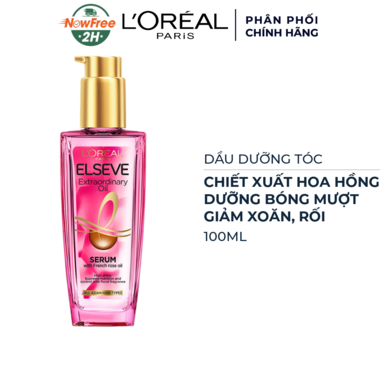 NowFree
2H
L'ORÉAL
PARIS
PHÂN PHỐI
CHÍNH HÃNG
L'ORÉAL
ELSEVE
Extraordinary
Oil
SERUM
with French rose oil
DẦU DƯỠNG TÓC
CHIẾT XUẤT HOA HỒNG
DƯỠNG BÓNG MƯỢT
GIẢM XOĂN, RỐI
100ML